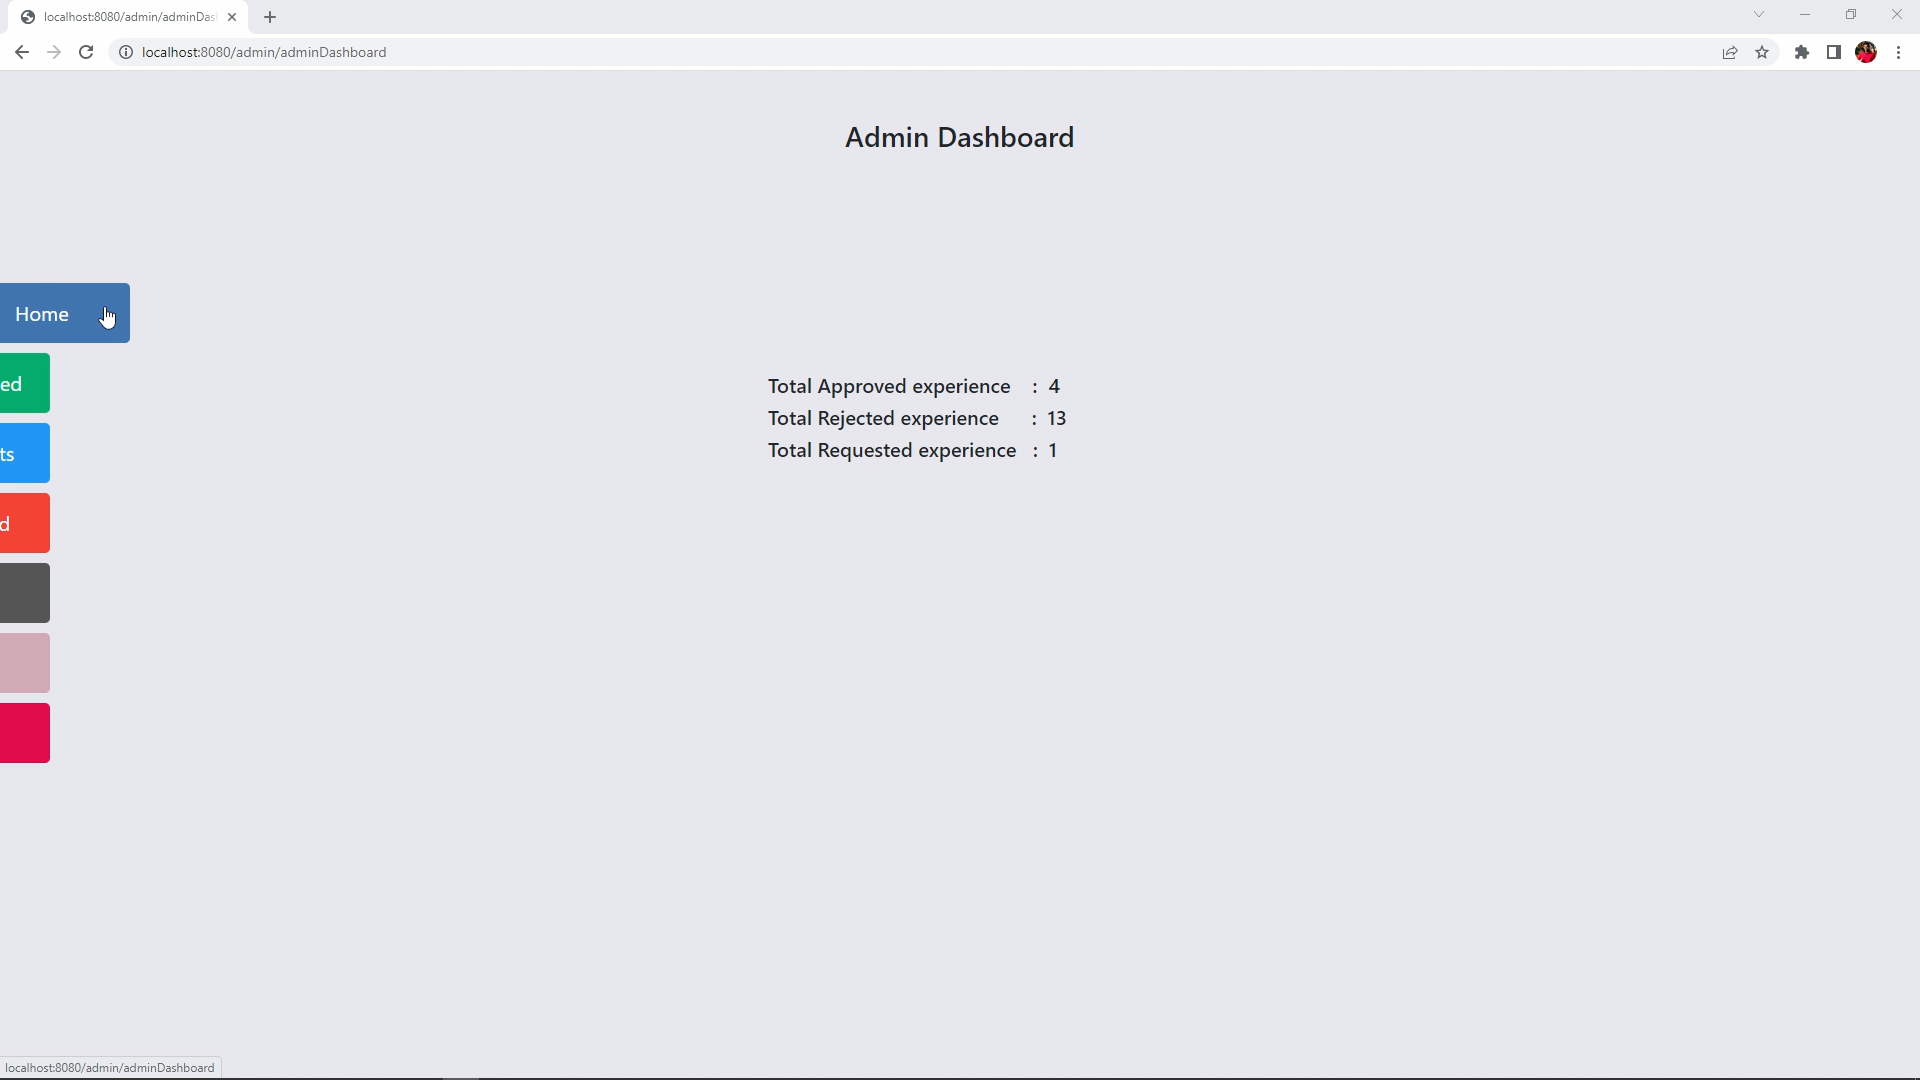 localhost:8080/admin/adminDas
localhost:8080/admin/adminDashboard
Admin Dashboard
Home
ed
ts
d
Total Approved experience : 4
Total Rejected experience : 13
Total Requested experience : 1
localhost:8080/admin/adminDashboard